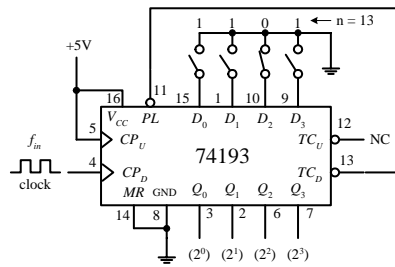 1 1 0 1 n = 13
+5V
16 11 15 1 10 9
V_CC PL D_0 D_1 D_2 D_3
f_in 5 CP_U TC_U 12 NC
clock 4 CP_D 74193 TC_D 13
MR GND Q_0 Q_1 Q_2 Q_3
14 8 3 2 6 7
(2^0) (2^1) (2^2) (2^3)